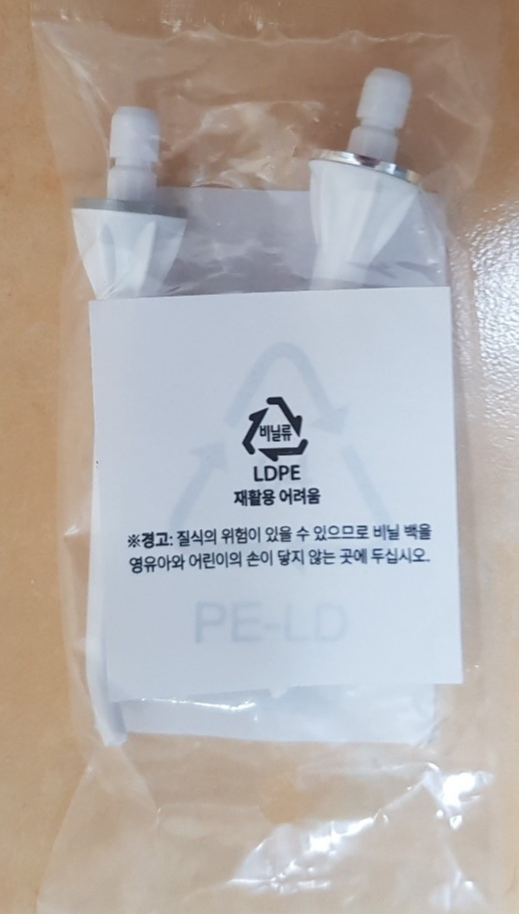 비닐류
LDPE
재활용 어려움
※경고: 질식의 위험이 있을 수 있으므로 비닐 백을
영유아와 어린이의 손이 닿지 않는 곳에 두십시오.
PE-LD